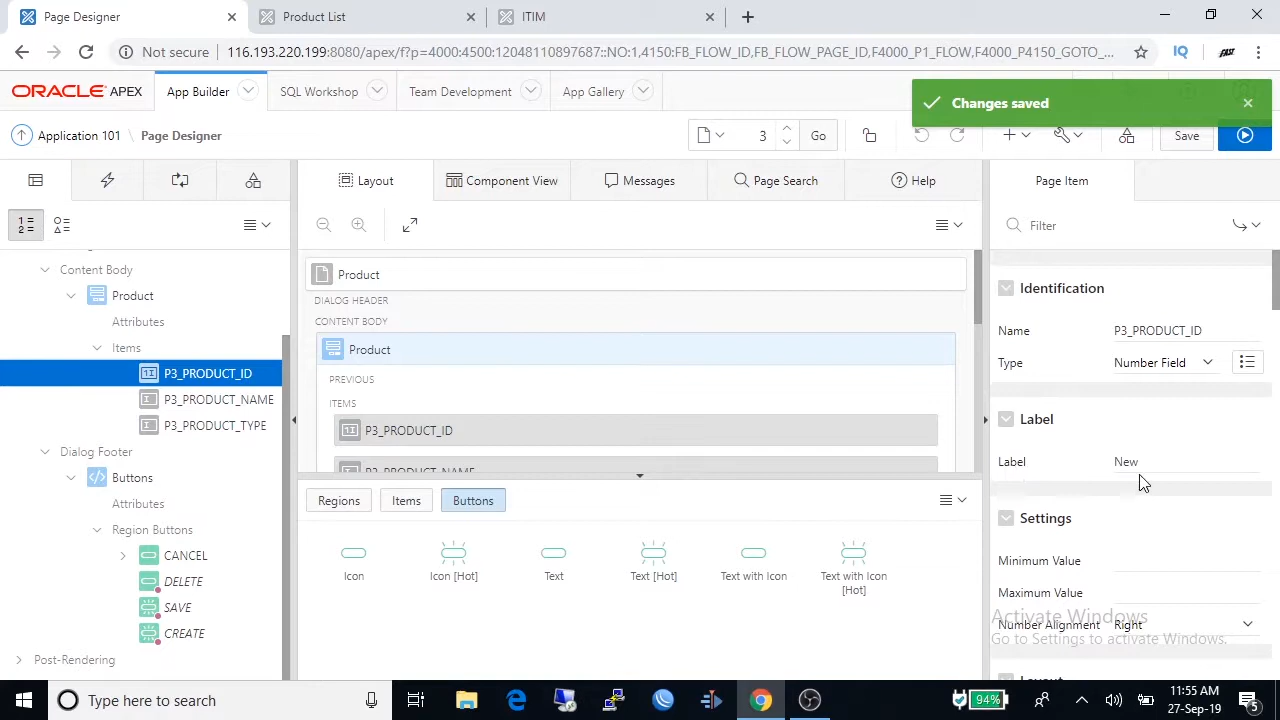 Page Designer
Product List
ITIM
Not secure
116.193.220.199:8080/apex/f?p=4000:4500:12048110897687::NO:1,4150:FB_FLOW_ID,FB_FLOW_PAGE_ID,F4000_P1_FLOW,F4000_P4150_GOTO_...
IQ
FAST
ORACLE APEX
App Builder
SQL Workshop
Team Development
App Gallery
Changes saved
Application 101
Page Designer
3
Go
Save
Layout
Component View
Messages
Page Search
Help
Page Item
Filter
Content Body
Product
Attributes
Items
P3_PRODUCT_ID
P3_PRODUCT_NAME
P3_PRODUCT_TYPE
Dialog Footer
Buttons
Attributes
Region Buttons
CANCEL
DELETE
SAVE
CREATE
Post-Rendering
Product
DIALOG HEADER
CONTENT BODY
Product
PREVIOUS
ITEMS
P3_PRODUCT_ID
P3_PRODUCT_NAME
Regions
Items
Buttons
Icon
Icon [Hot]
Text
Text [Hot]
Text with Icon
Text with Icon
[Hot]
Identification
Name
P3_PRODUCT_ID
Type
Number Field
Label
Label
New
Settings
Minimum Value
Maximum Value
Number Alignment
Right
Activate Windows
Go to Settings to activate Windows.
Type here to search
94%
11:55 AM
27-Sep-19
5